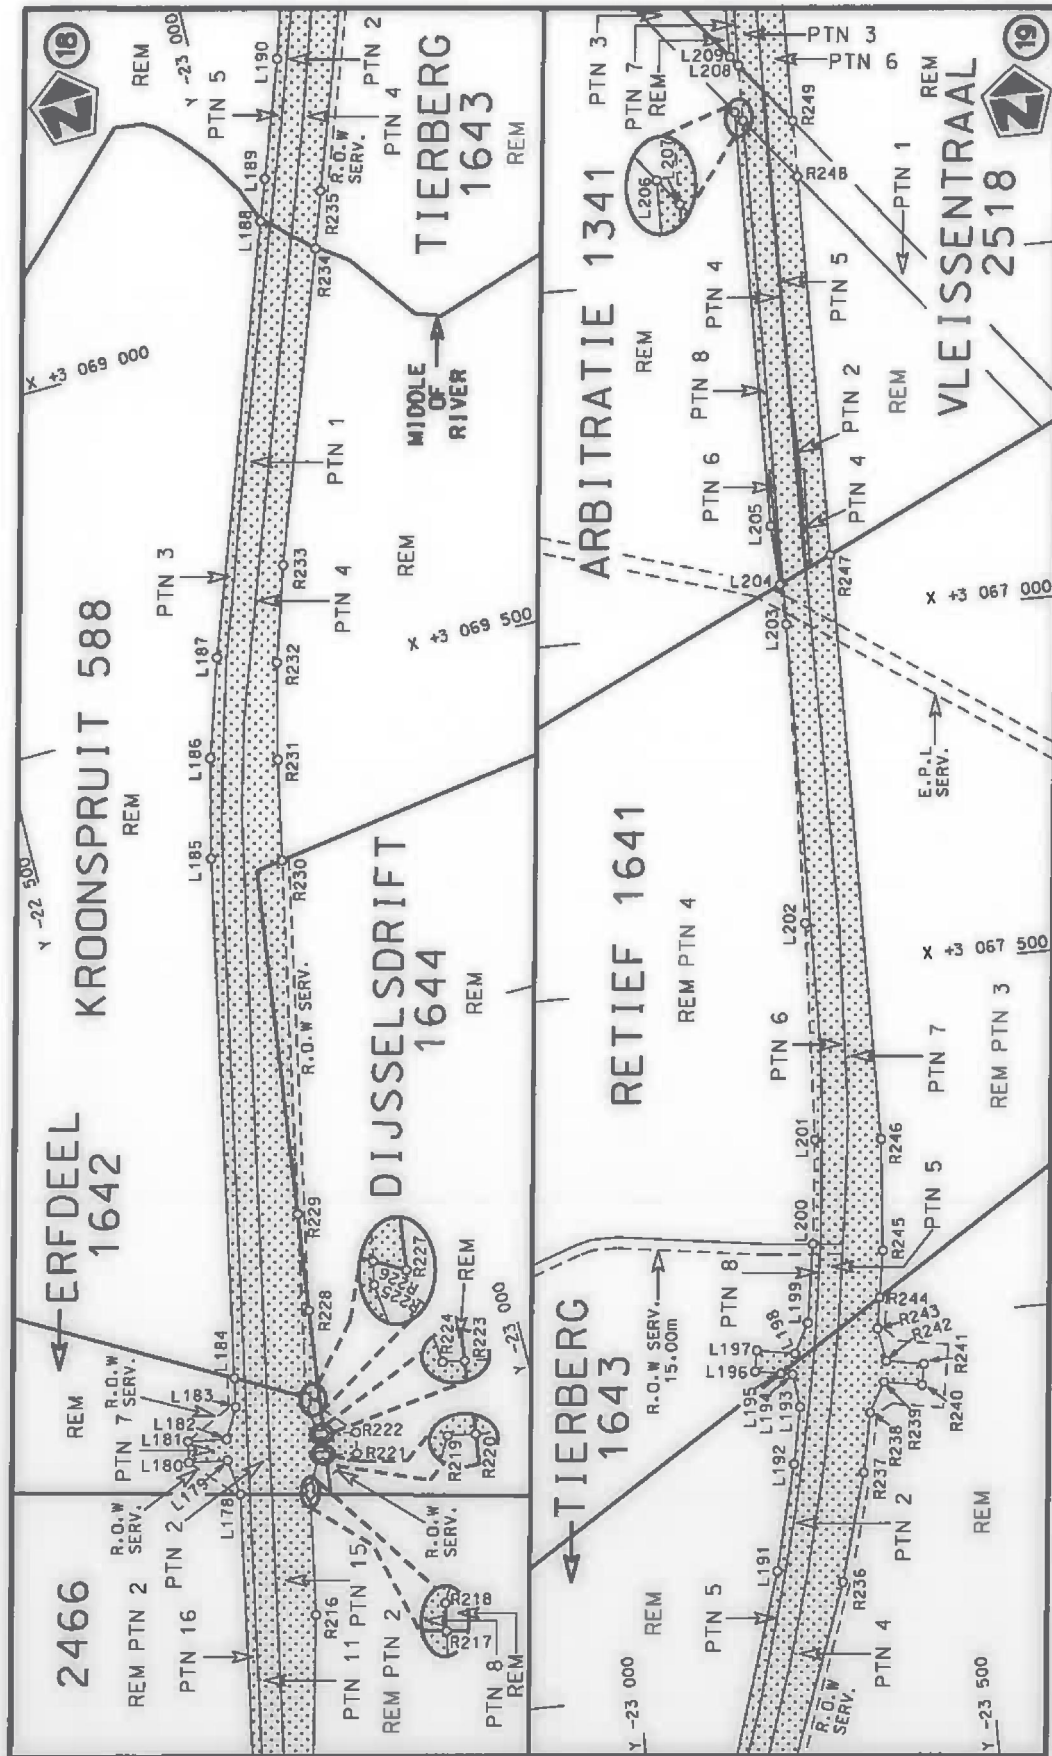 18
2466
REM PTN 2
PTN 16
PTN 2
R.O.W
SERV.
PTN 11
PTN 15
REM PTN 2
PTN 8
REM
R216
R217
R218
L178
L179
L180
L181
L182
L183
L184
PTN 7
R.O.W
SERV.
REM
ERFDEEL
1642
R.O.W
SERV.
R219
R220
R221
R222
R223
R224
REM
R225
R226
R227
R228
R229
Y -23 000
DIJSSELSDRIFT
1644
REM
R.O.W SERV.
R230
R231
R232
R233
L185
L186
L187
Y -22 500
KROONSPRUIT 588
REM
PTN 3
PTN 4
PTN 1
REM
X +3 069 500
X +3 069 000
MIDDLE
OF
RIVER
L188
L189
L190
R234
R235
R.O.W
SERV.
PTN 5
PTN 2
PTN 4
REM
Y -23 000
TIERBERG
1643
REM
19
Y -23 000
REM
PTN 5
PTN 4
R.O.W
SERV.
Y -23 500
REM
PTN 2
TIERBERG
1643
L191
L192
L193
L194
L195
L196
L197
L198
L199
L200
L201
L202
L203
L204
L205
R236
R237
R238
R239
R240
R241
R242
R243
R244
R245
R246
R247
R.O.W SERV.
15.00m
PTN 8
PTN 5
PTN 6
PTN 7
RETIEF 1641
REM PTN 4
REM PTN 3
X +3 067 500
E.P.L
SERV.
X +3 067 000
ARBITRATIE 1341
REM
PTN 6
PTN 8
PTN 4
PTN 4
PTN 2
PTN 5
REM
PTN 1
VLEISSENTRAAL
2518
REM
L206
L207
L208
L209
R248
R249
PTN 3
PTN 7
REM
PTN 3
PTN 6